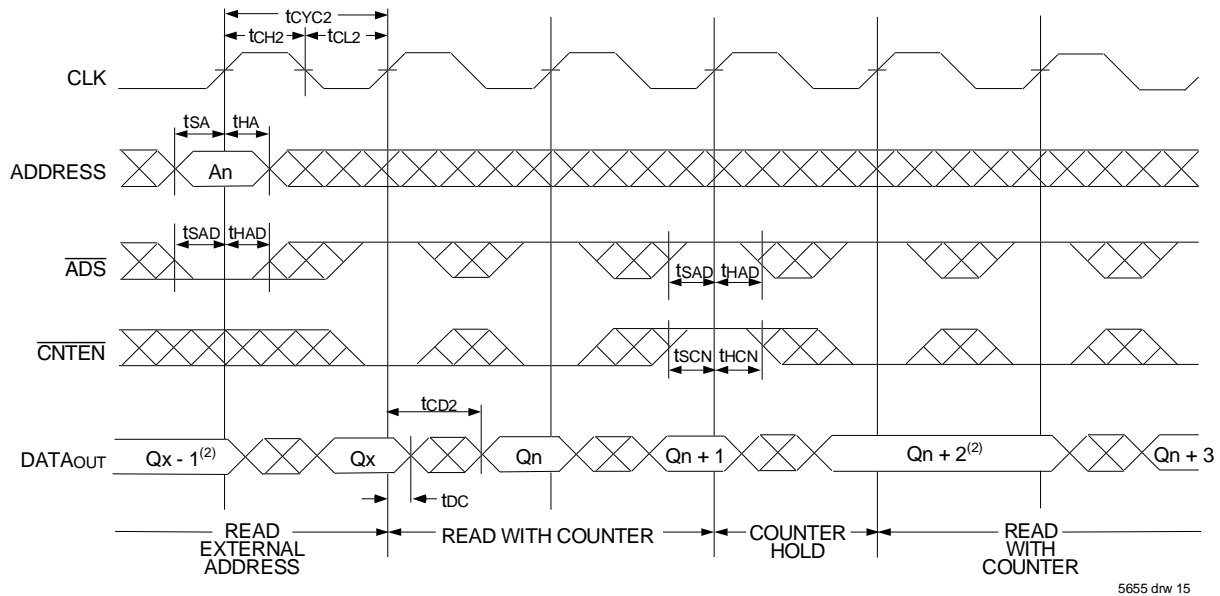 tCYC2
tCH2 tCL2
CLK
tSA tHA
ADDRESS An
tSAD tHAD
ADS
tSAD tHAD
CNTEN
tSCN tHCN
tCD2
DATAOUT Qx - 1(2) Qx Qn Qn + 1 Qn + 2(2) Qn + 3
tDC
READ EXTERNAL ADDRESS
READ WITH COUNTER
COUNTER HOLD
READ WITH COUNTER
5655 drw 15